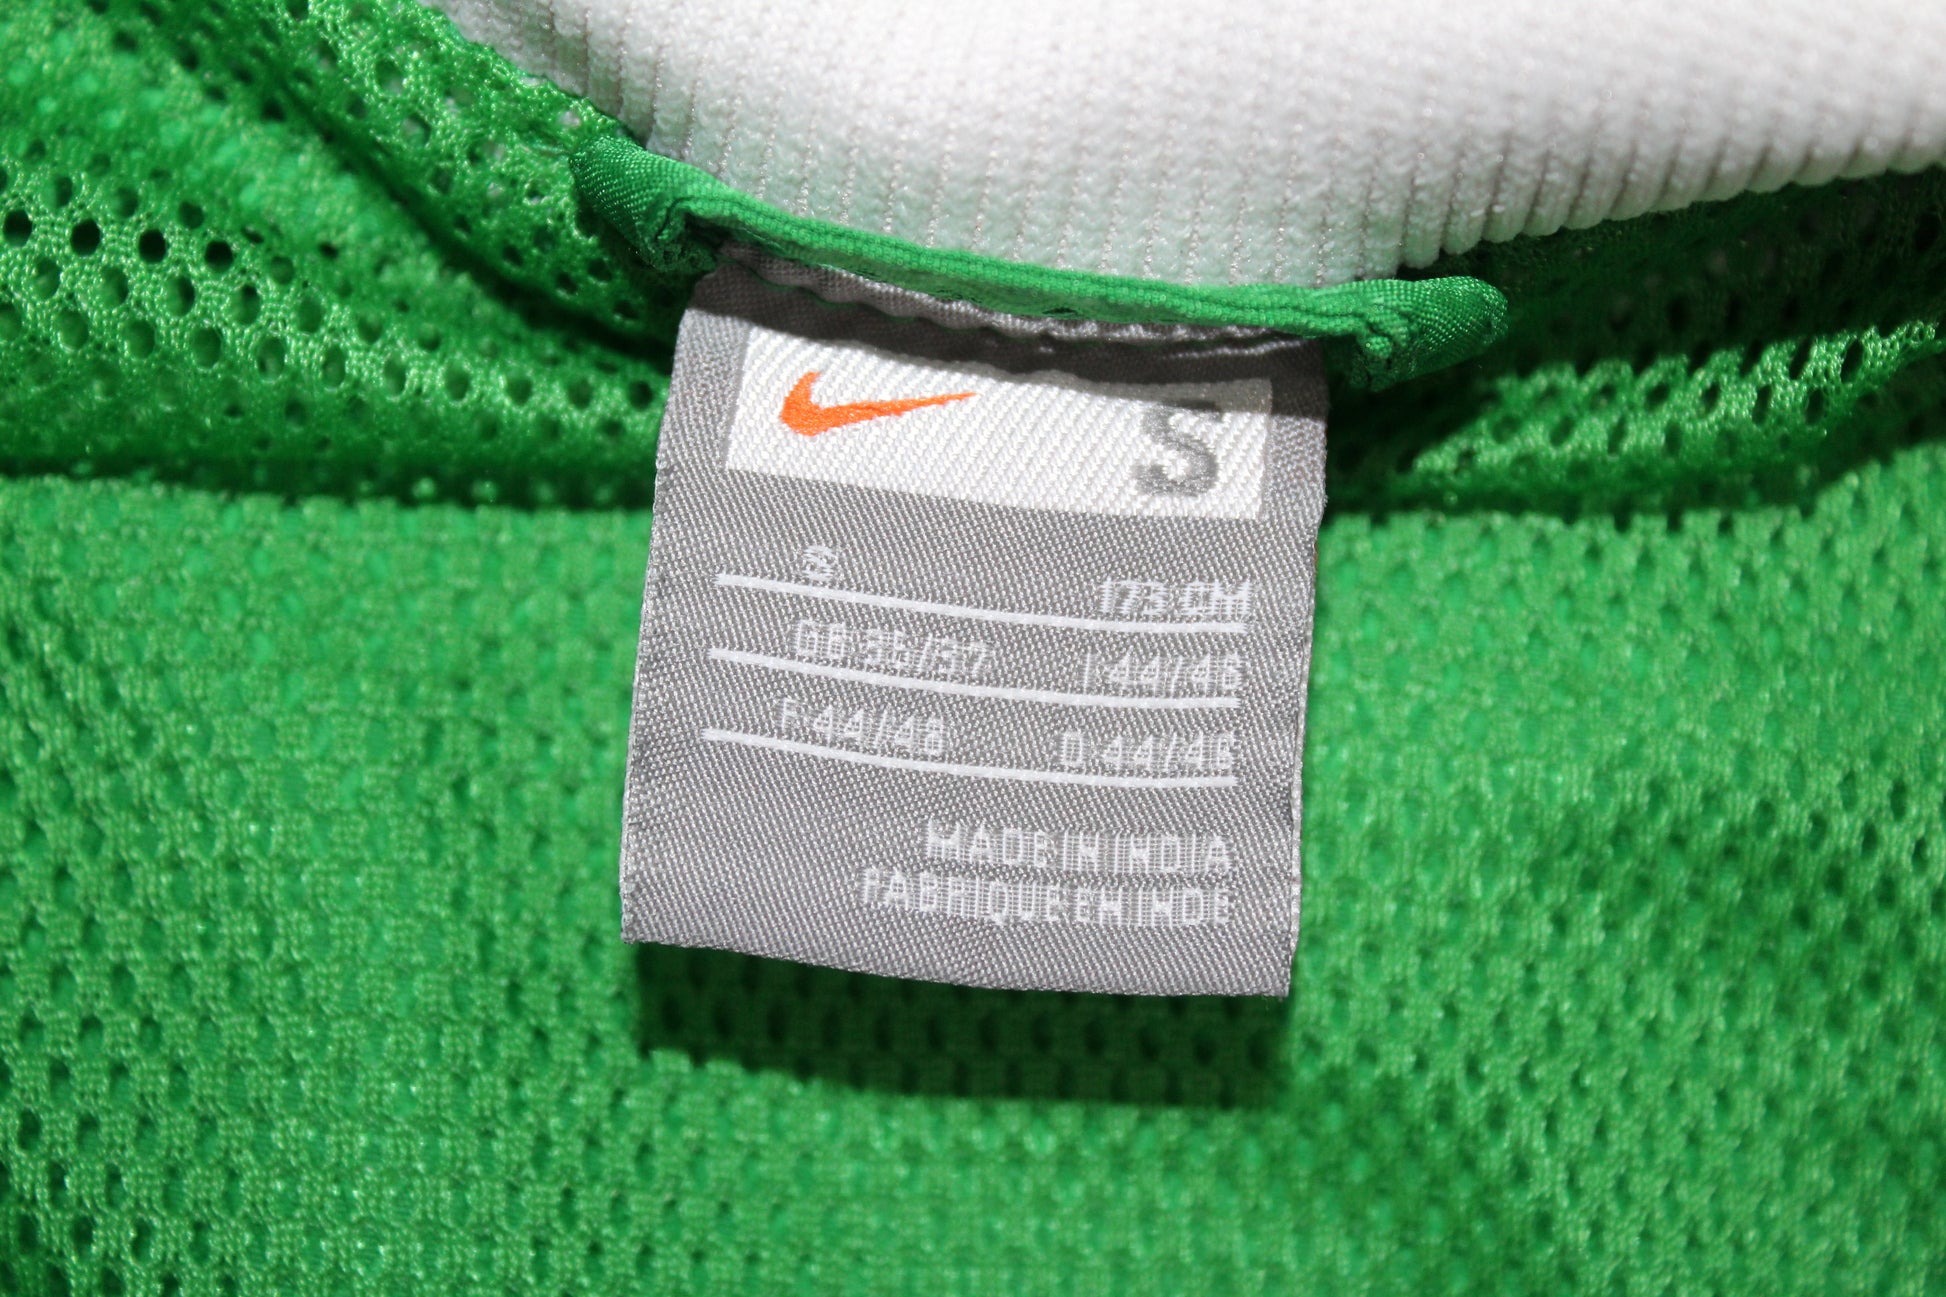 S
S 173 CM
GB:35/37 I:44/46
F:44/46 D:44/46
MADE IN INDIA
FABRIQUE EN INDE